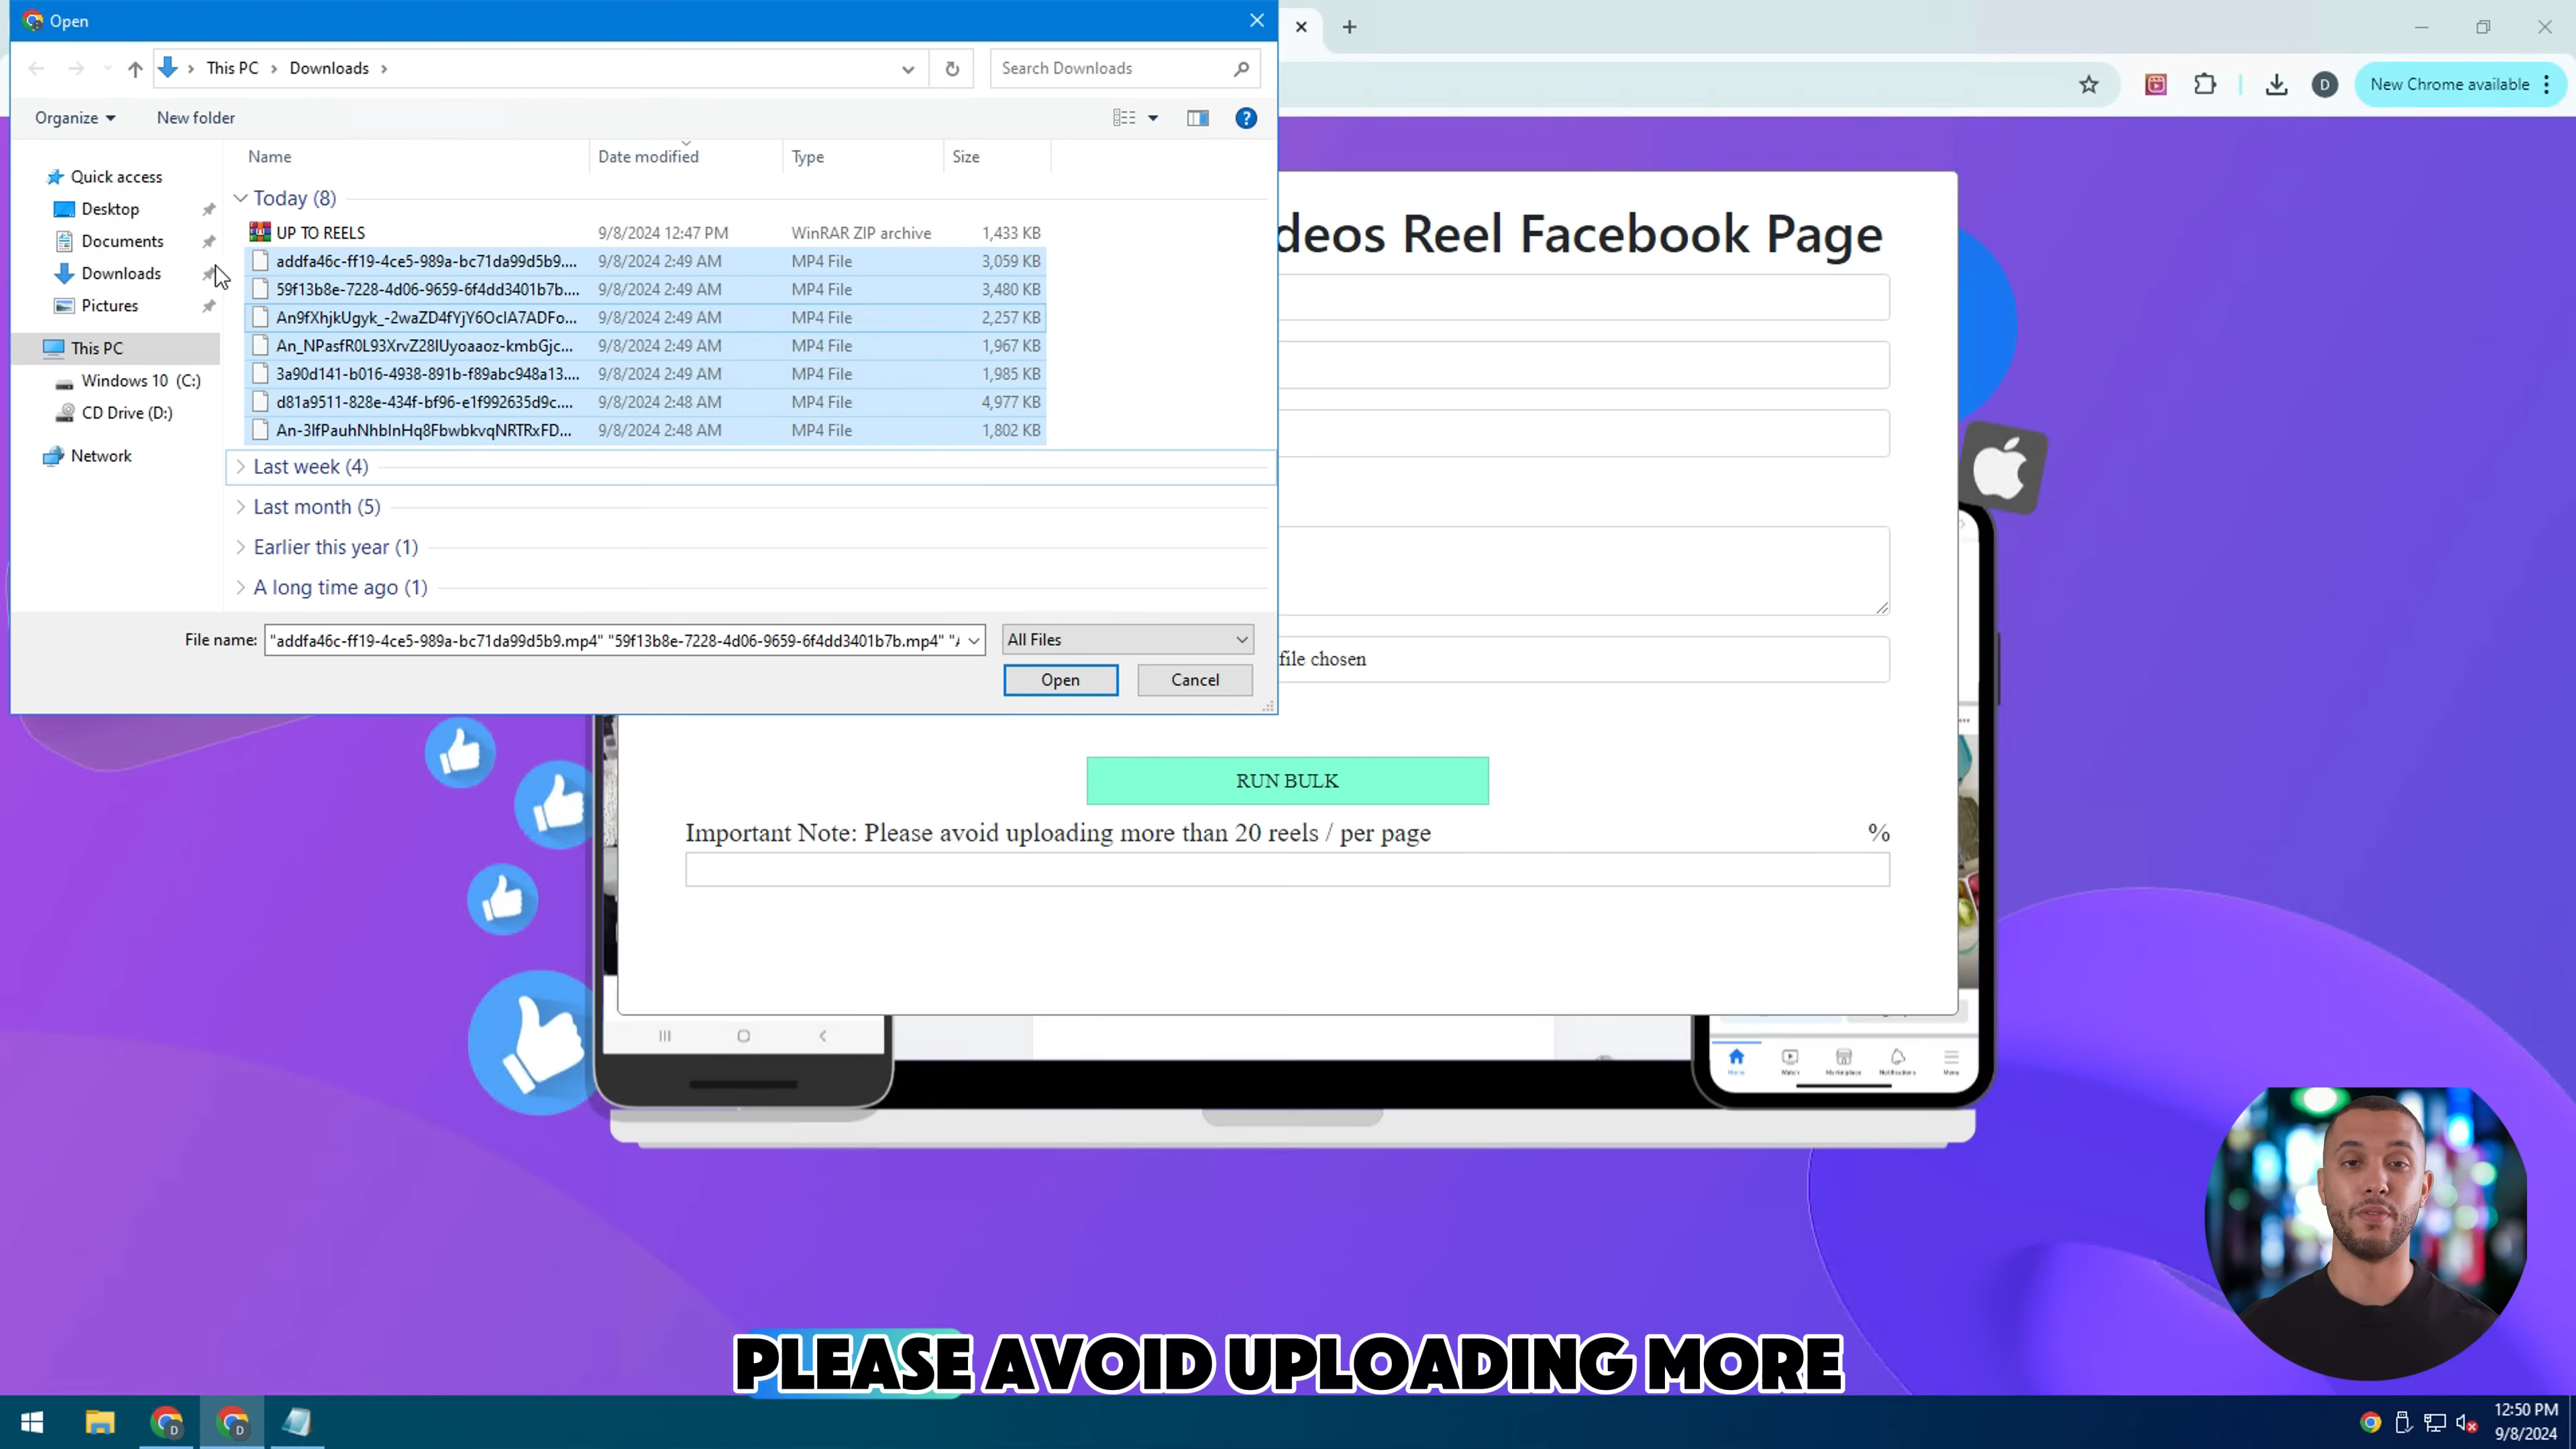 Open
This PC > Downloads >
Search Downloads
D
New Chrome available
Organize
New folder
Name
Date modified
Type
Size
Quick access
Desktop
Documents
Downloads
Pictures
This PC
Windows 10 (C:)
CD Drive (D:)
Network
Today (8)
UP TO REELS 9/8/2024 12:47 PM WinRAR ZIP archive 1,433 KB
addfa46c-ff19-4ce5-989a-bc71da99d5b9.... 9/8/2024 2:49 AM MP4 File 3,059 KB
59f13b8e-7228-4d06-9659-6f4dd3401b7b.... 9/8/2024 2:49 AM MP4 File 3,480 KB
An9fXhjkUgyk_-2waZD4fYjY6OcIA7ADFo... 9/8/2024 2:49 AM MP4 File 2,257 KB
An_NPasfR0L93XrvZ28IUyoaaoz-kmbGjc... 9/8/2024 2:49 AM MP4 File 1,967 KB
3a90d141-b016-4938-891b-f89abc948a13.... 9/8/2024 2:49 AM MP4 File 1,985 KB
d81a9511-828e-434f-bf96-e1f992635d9c.... 9/8/2024 2:48 AM MP4 File 4,977 KB
An-3IfPauhNhbInHq8FbwbkvqNRTRxFD... 9/8/2024 2:48 AM MP4 File 1,802 KB
Last week (4)
Last month (5)
Earlier this year (1)
A long time ago (1)
File name: "addfa46c-ff19-4ce5-989a-bc71da99d5b9.mp4" "59f13b8e-7228-4d06-9659-6f4dd3401b7b.mp4" "A
All Files
Open
Cancel
deos Reel Facebook Page
file chosen
RUN BULK
Important Note: Please avoid uploading more than 20 reels / per page
%
Home
Watch
Marketplace
Notifications
Menu
PLEASE AVOID UPLOADING MORE
12:50 PM
9/8/2024